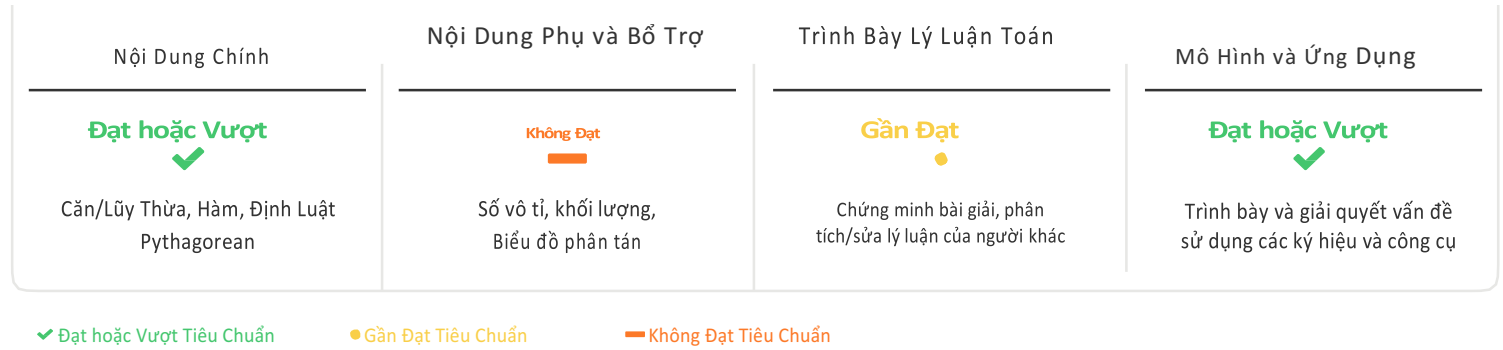 Nội Dung Chính
Đạt hoặc Vượt
Căn/Lũy Thừa, Hàm, Định Luật
Pythagorean
Nội Dung Phụ và Bổ Trợ
Không Đạt
Số vô tỉ, khối lượng,
Biểu đồ phân tán
Trình Bày Lý Luận Toán
Gần Đạt
Chứng minh bài giải, phân
tích/sửa lý luận của người khác
Mô Hình và Ứng Dụng
Đạt hoặc Vượt
Trình bày và giải quyết vấn đề
sử dụng các ký hiệu và công cụ
Đạt hoặc Vượt Tiêu Chuẩn
Gần Đạt Tiêu Chuẩn
Không Đạt Tiêu Chuẩn